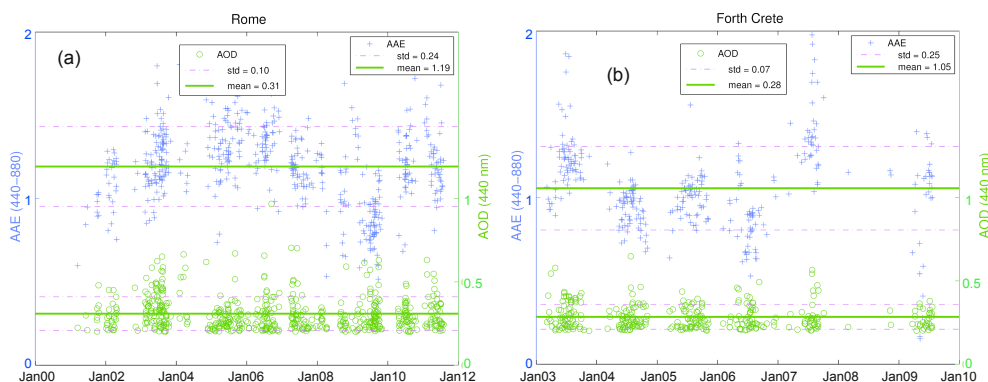 Rome
(a)
AOD
std = 0.10
mean = 0.31
AAE
std = 0.24
mean = 1.19
2
1
0
AAE (440−880)
1
0.5
0
AOD (440 nm)
Jan00 Jan02 Jan04 Jan06 Jan08 Jan10 Jan12
Forth Crete
(b)
AOD
std = 0.07
mean = 0.28
AAE
std = 0.25
mean = 1.05
2
1
0
AAE (440−880)
1
0.5
0
AOD (440 nm)
Jan03 Jan04 Jan05 Jan06 Jan07 Jan08 Jan09 Jan10